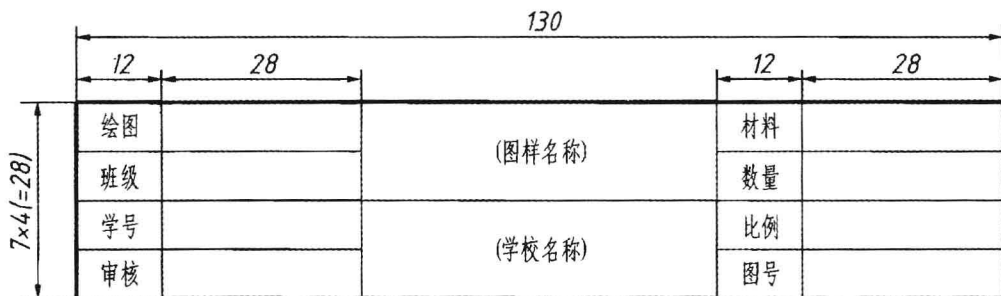 130
12 28 12 28
7×4(=28)
绘图 (图样名称) 材料
班级 数量
学号 (学校名称) 比例
审核 图号